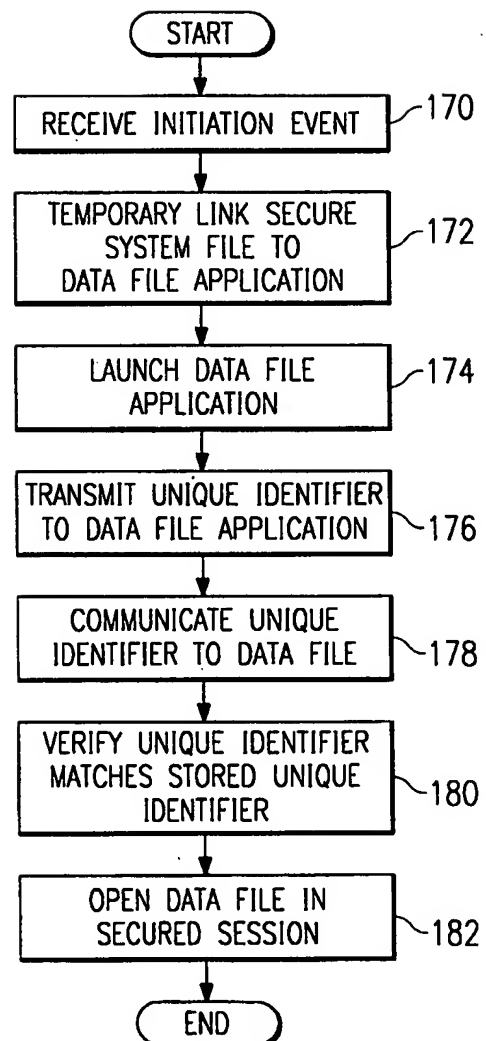 START
RECEIVE INITIATION EVENT
170
TEMPORARY LINK SECURE
SYSTEM FILE TO
DATA FILE APPLICATION
172
LAUNCH DATA FILE
APPLICATION
174
TRANSMIT UNIQUE IDENTIFIER
TO DATA FILE APPLICATION
176
COMMUNICATE UNIQUE
IDENTIFIER TO DATA FILE
178
VERIFY UNIQUE IDENTIFIER
MATCHES STORED UNIQUE
IDENTIFIER
180
OPEN DATA FILE IN
SECURED SESSION
182
END